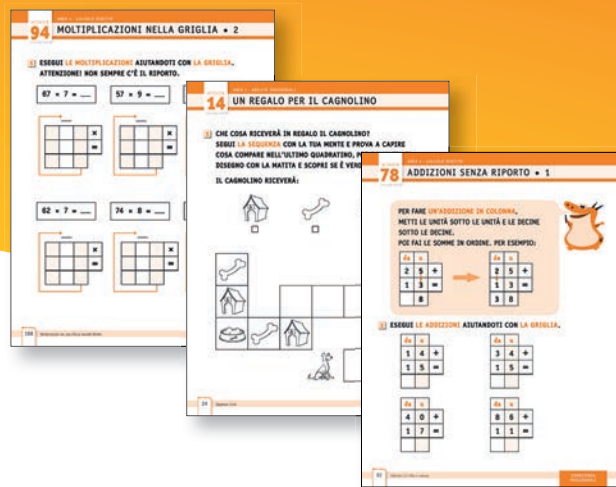 94 MOLTIPLICAZIONI NELLA GRIGLIA • 2
ESEGUI LE MOLTIPLICAZIONI AIUTANDOTI CON LA GRIGLIA.
ATTENZIONE! NON SEMPRE C'È IL RIPORTO.
67 × 7 = __ 57 × 9 = __
×
=
×
=
62 × 7 = __ 74 × 8 = __
×
=
×
=
14 UN REGALO PER IL CAGNOLINO
CHE COSA RICEVERÀ IN REGALO IL CAGNOLINO?
SEGUI LA SEQUENZA CON LA TUA MENTE E PROVA A CAPIRE
COSA COMPARE NELL'ULTIMO QUADRATINO,
DISEGNO CON LA MATITA E SCOPRI SE È
IL CAGNOLINO RICEVERÀ:
24
78 ADDIZIONI SENZA RIPORTO • 1
PER FARE UN'ADDIZIONE IN COLONNA,
METTI LE UNITÀ SOTTO LE UNITÀ E LE DECINE
SOTTO LE DECINE.
POI FAI LE SOMME IN ORDINE. PER ESEMPIO:
da u da u
2 5 + 2 5 +
1 3 = 1 3 =
8 3 8
ESEGUI LE ADDIZIONI AIUTANDOTI CON LA GRIGLIA.
da u da u
1 4 + 3 4 +
1 5 = 1 5 =
da u da u
4 0 + 8 6 +
1 7 = 1 1 =